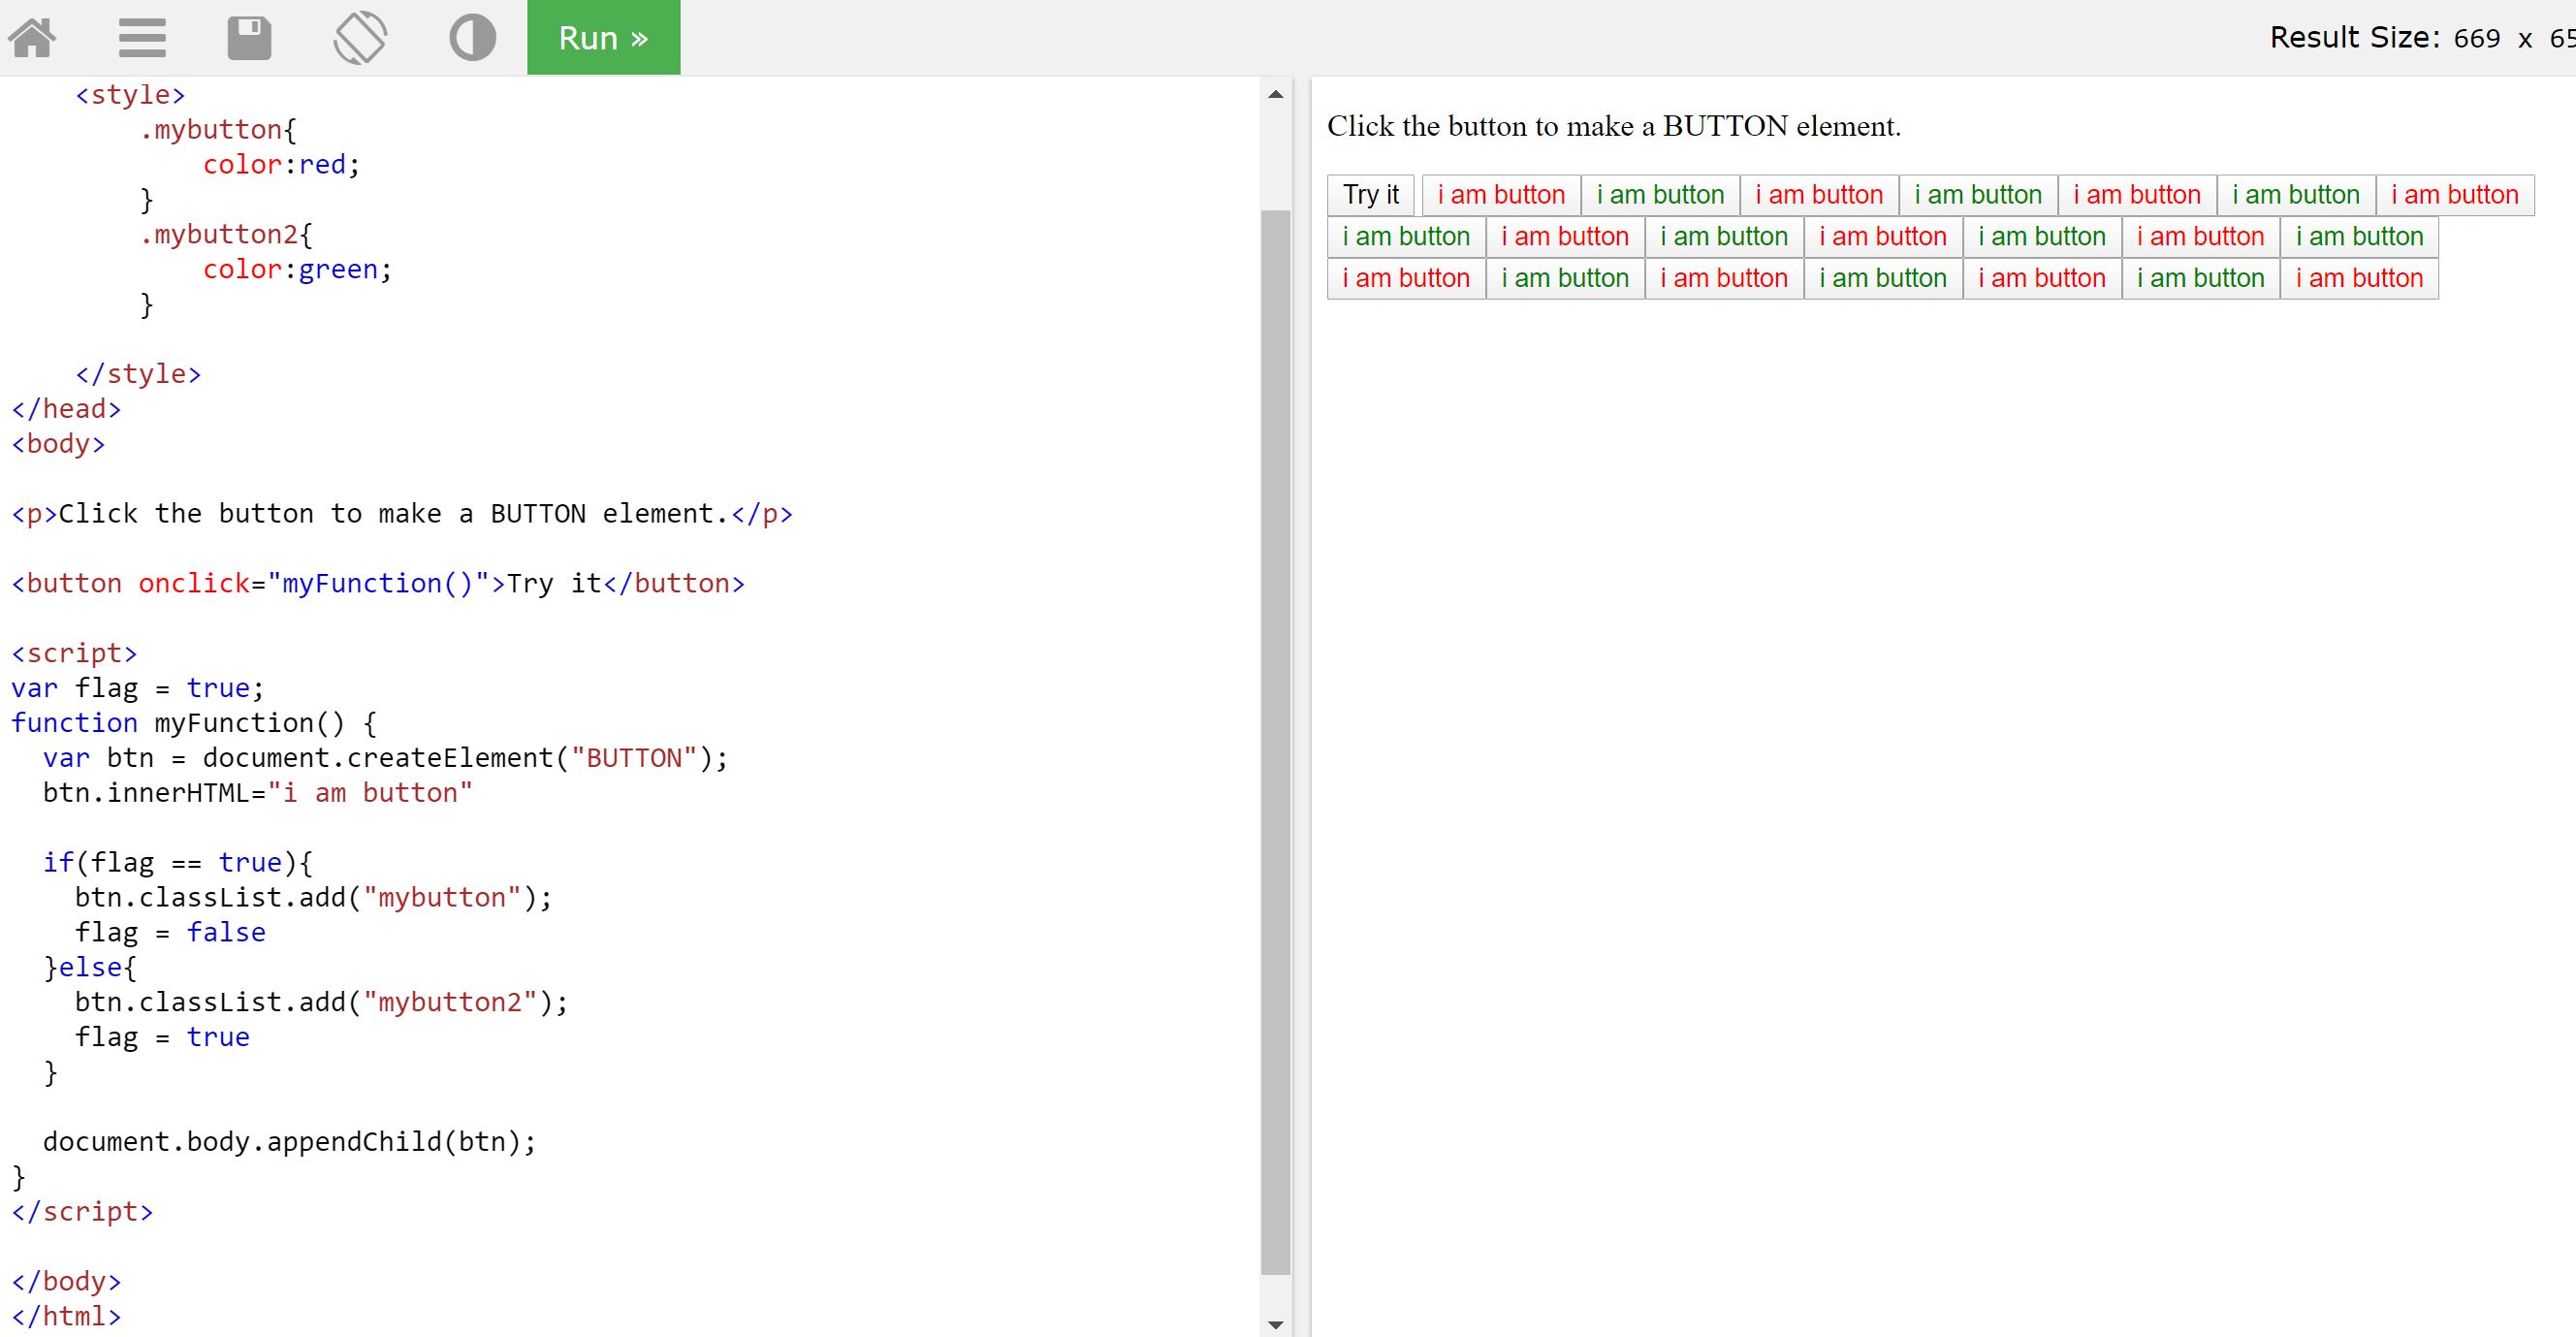 Run »
Result Size: 669 x 65
<style>
.mybutton{
color:red;
}
.mybutton2{
color:green;
}
</style>
</head>
<body>
<p>Click the button to make a BUTTON element.</p>
<button onclick="myFunction()">Try it</button>
<script>
var flag = true;
function myFunction() {
var btn = document.createElement("BUTTON");
btn.innerHTML="i am button"
if(flag == true){
btn.classList.add("mybutton");
flag = false
}else{
btn.classList.add("mybutton2");
flag = true
}
document.body.appendChild(btn);
}
</script>
</body>
</html>
Click the button to make a BUTTON element.
Try it i am button i am button i am button i am button i am button i am button i am button
i am button i am button i am button i am button i am button i am button i am button
i am button i am button i am button i am button i am button i am button i am button